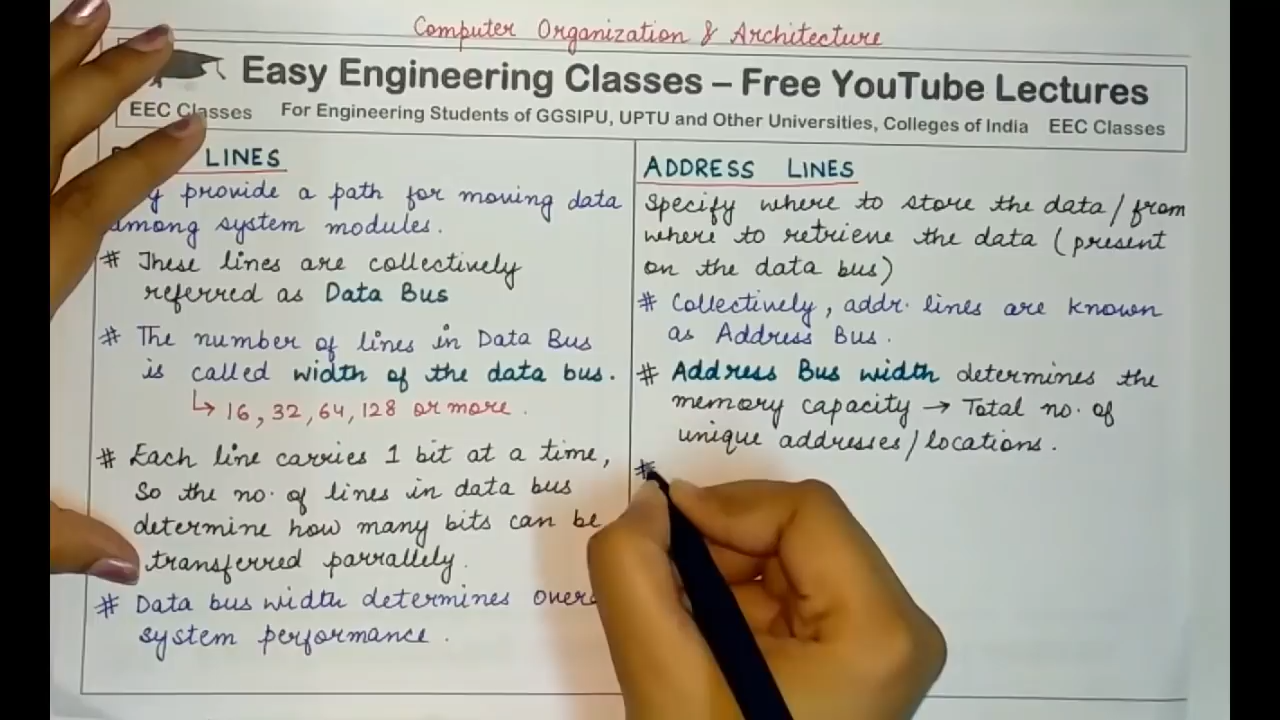 Computer Organization & Architecture
Easy Engineering Classes – Free YouTube Lectures
EEC Classes For Engineering Students of GGSIPU, UPTU and Other Universities, Colleges of India EEC Classes
LINES
provide a path for moving data
among system modules.
# These lines are collectively
referred as Data Bus
# The number of lines in Data Bus
is called width of the data bus.
↳ 16, 32, 64, 128 or more.
# Each line carries 1 bit at a time,
So the no. of lines in data bus
determine how many bits can be
transferred parrallely.
# Data bus width determines
system performance.
ADDRESS LINES
Specify where to store the data / from
where to retrieve the data (present
on the data bus)
# Collectively, addr. lines are known
as Address Bus.
# Address Bus width determines the
memory capacity → Total no. of
unique addresses/locations.
#